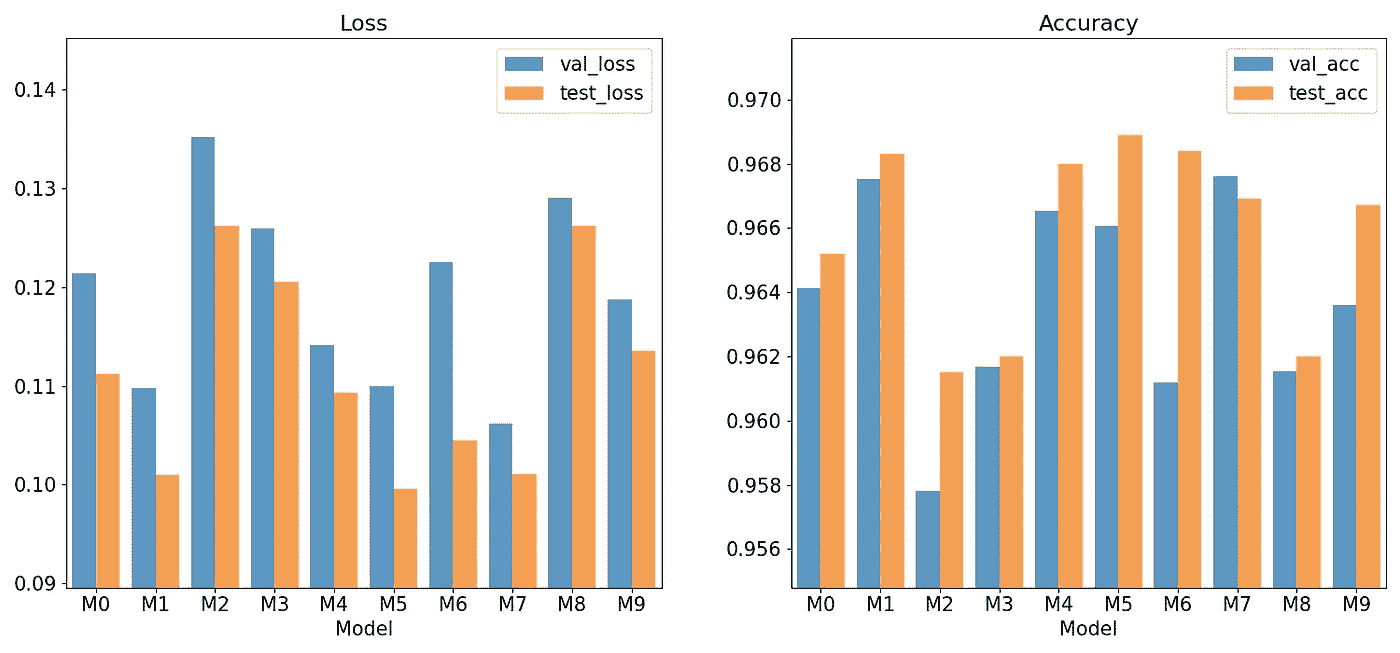 Loss
val_loss
test_loss
0.14
0.13
0.12
0.11
0.10
0.09
M0 M1 M2 M3 M4 M5 M6 M7 M8 M9
Model
Accuracy
val_acc
test_acc
0.970
0.968
0.966
0.964
0.962
0.960
0.958
0.956
M0 M1 M2 M3 M4 M5 M6 M7 M8 M9
Model